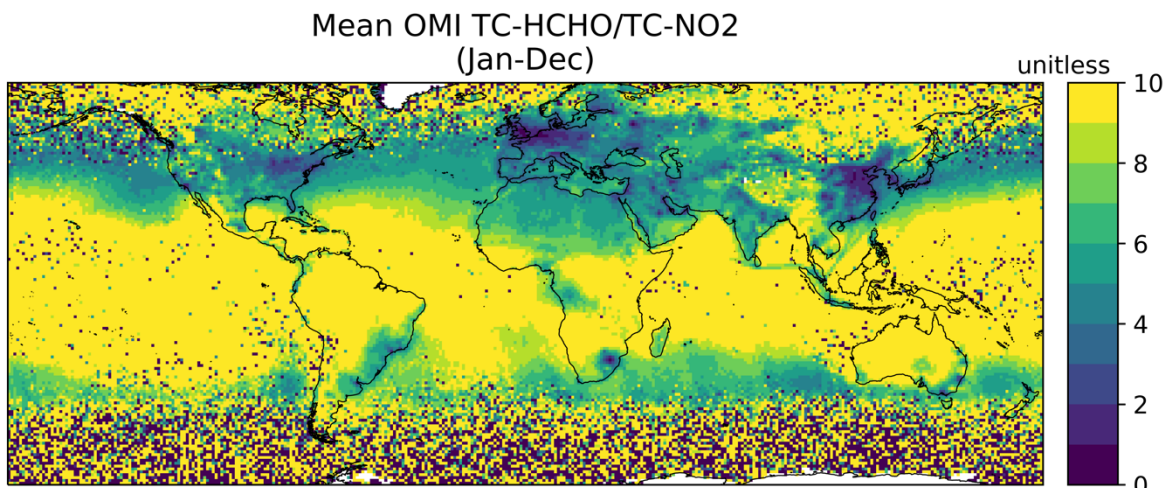 Mean OMI TC-HCHO/TC-NO2
(Jan-Dec)
unitless
10
8
6
4
2
0